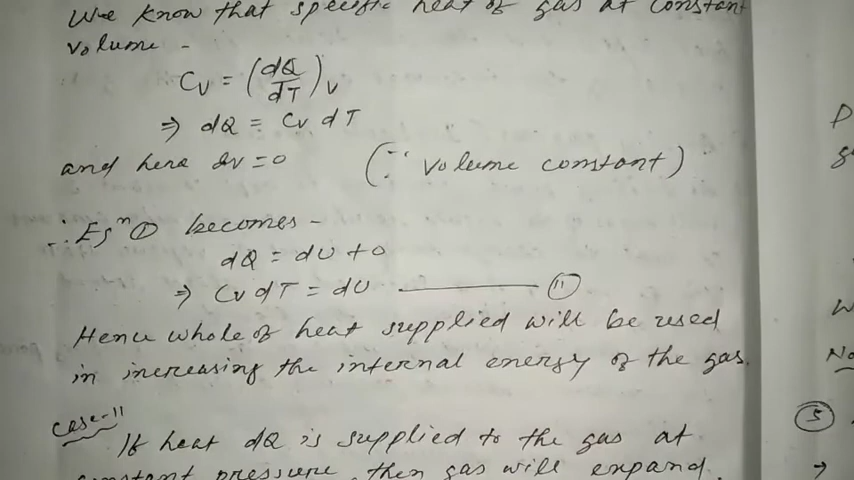 We know that specific heat of gas at constant
volume -
Cv = (dQ/dT)v
⇒ dQ = Cv dT
and here dv = 0 (∵ volume constant)
∴ Eqⁿ ① becomes -
dQ = dU + 0
⇒ Cv dT = dU ——— ⑪
Hence whole of heat supplied will be used
in increasing the internal energy of the gas.
Case-II
If heat dQ is supplied to the gas at
constant pressure, then gas will expand.
P
g
W
No
⑤
→